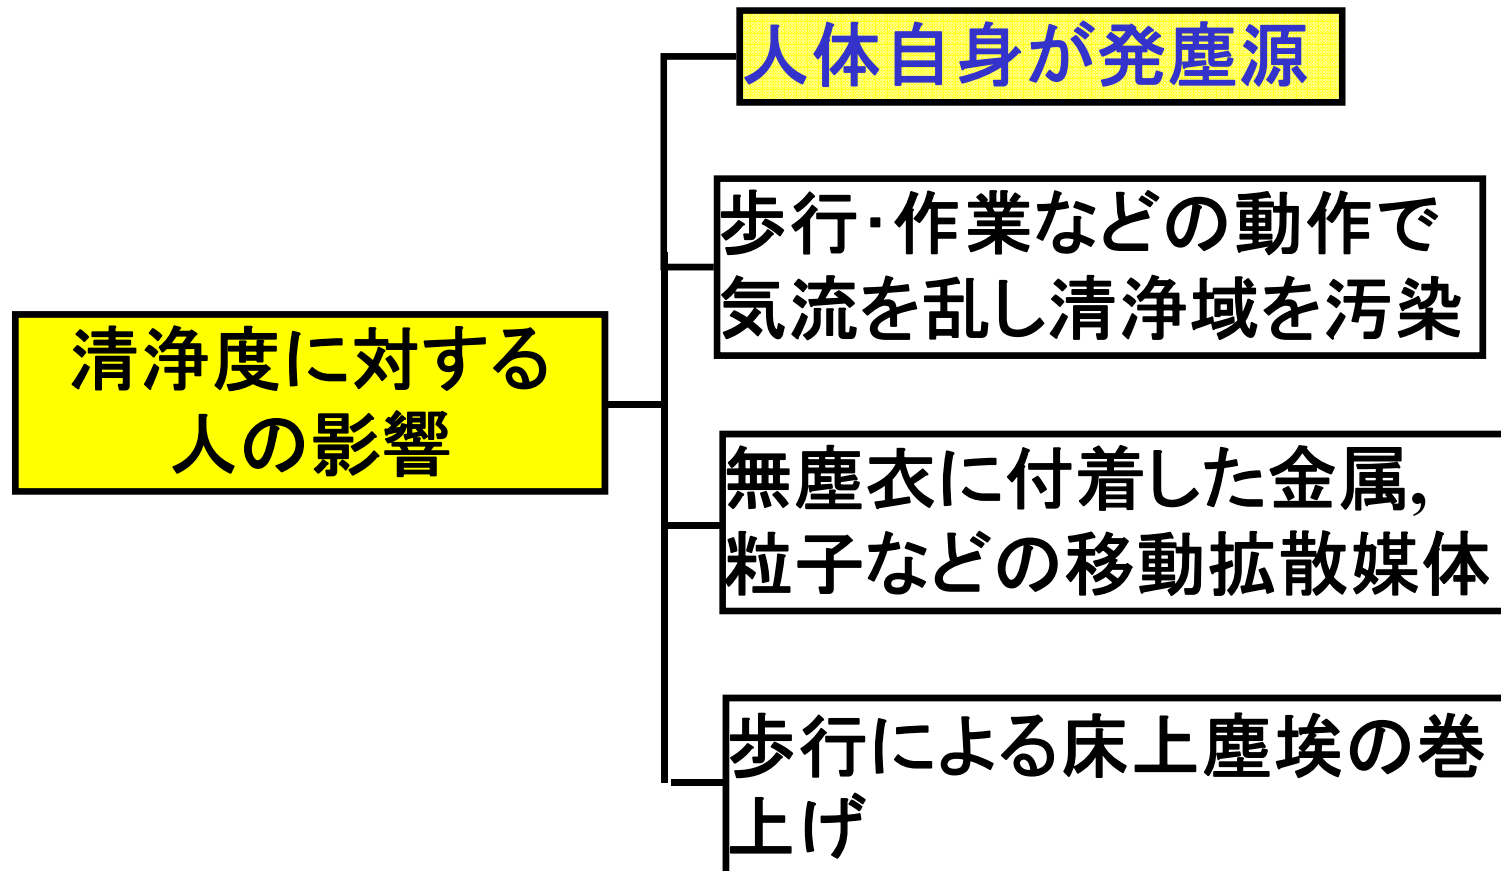 人体自身が発塵源
歩行･作業などの動作で
気流を乱し清浄域を汚染
清浄度に対する
人の影響
無塵衣に付着した金属,
粒子などの移動拡散媒体
歩行による床上塵埃の巻
上げ